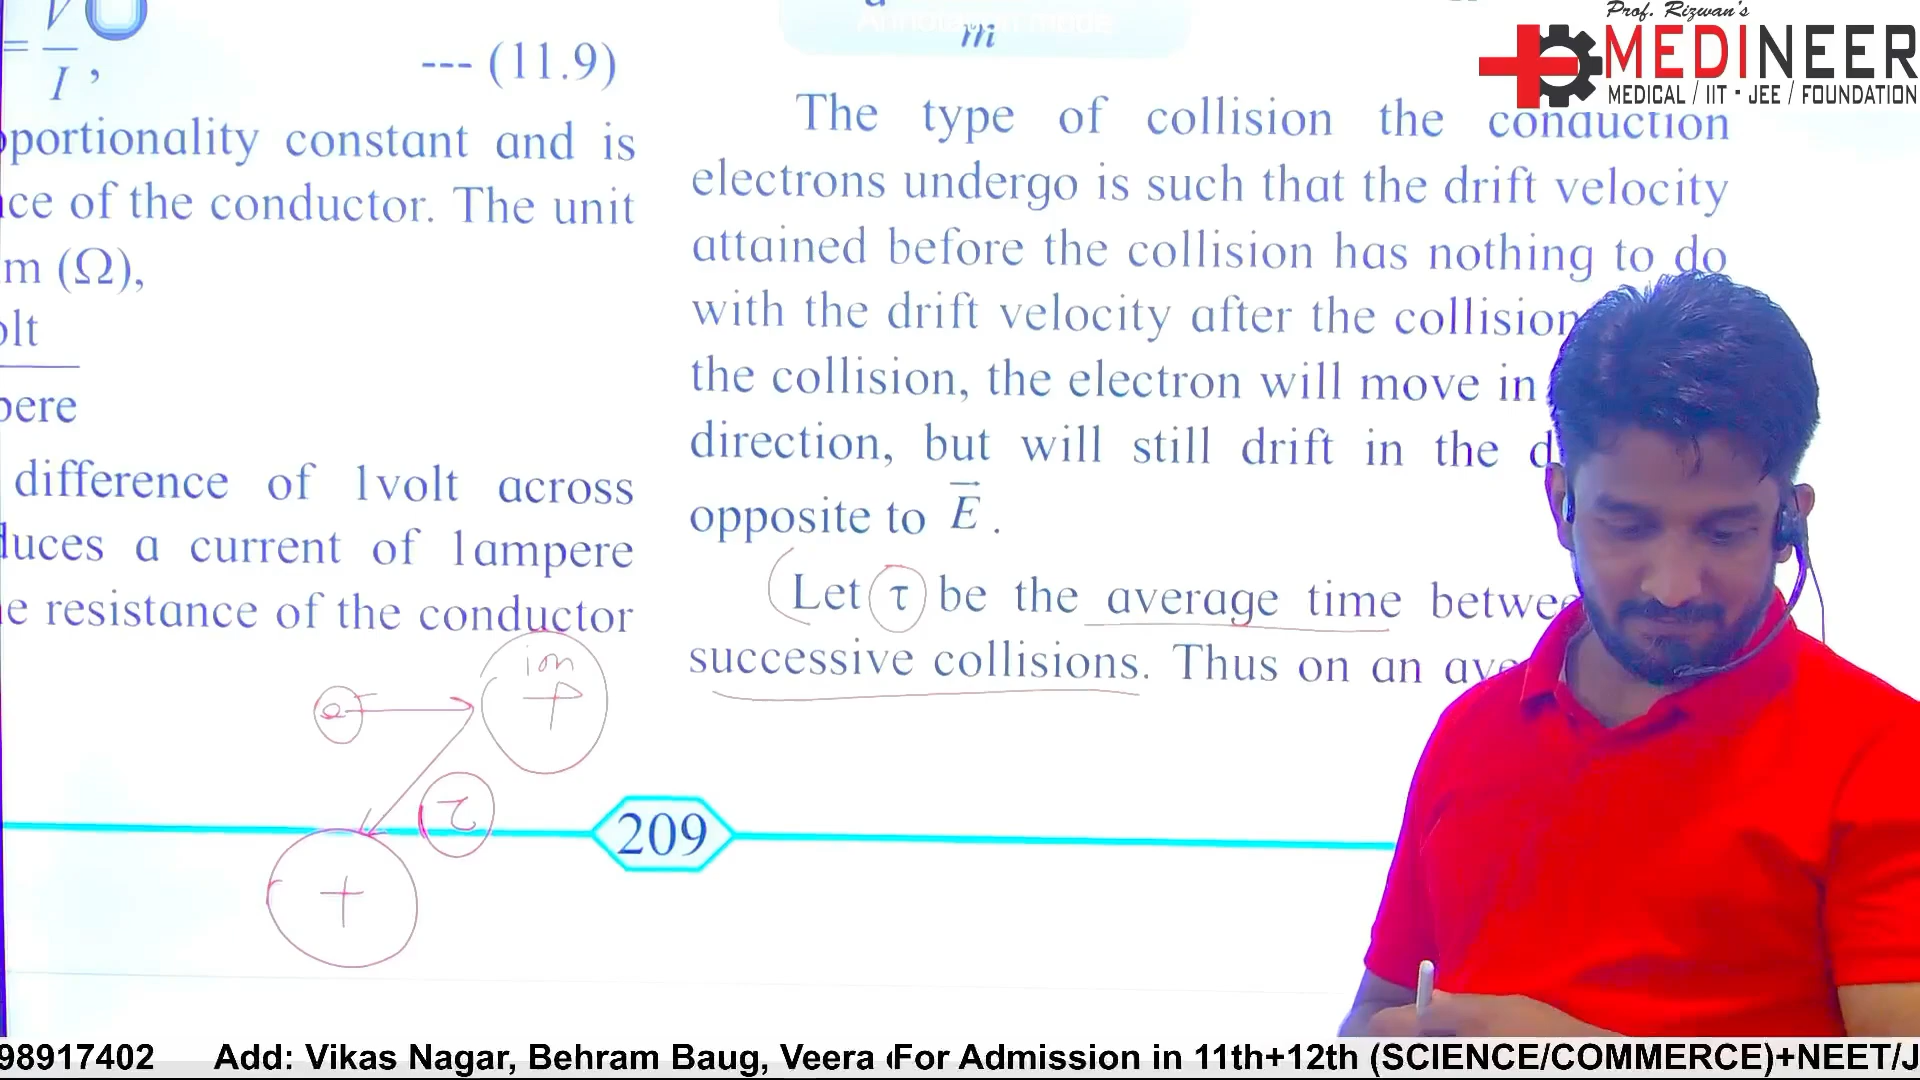 = V
I ,
--- (11.9)
portionality constant and is
ce of the conductor. The unit
m (Ω),
olt
pere
difference of 1volt across
duces a current of 1ampere
e resistance of the conductor
ion
+
e
τ
+
Annotation mode
m
The type of collision the conduction
electrons undergo is such that the drift velocity
attained before the collision has nothing to do
with the drift velocity after the collision
the collision, the electron will move in
direction, but will still drift in the d
opposite to E⃗ .
Let τ be the average time betwee
successive collisions. Thus on an ave
209
Prof. Rizwan's
MEDINEER
MEDICAL / IIT - JEE / FOUNDATION
98917402 Add: Vikas Nagar, Behram Baug, Veera
For Admission in 11th+12th (SCIENCE/COMMERCE)+NEET/J